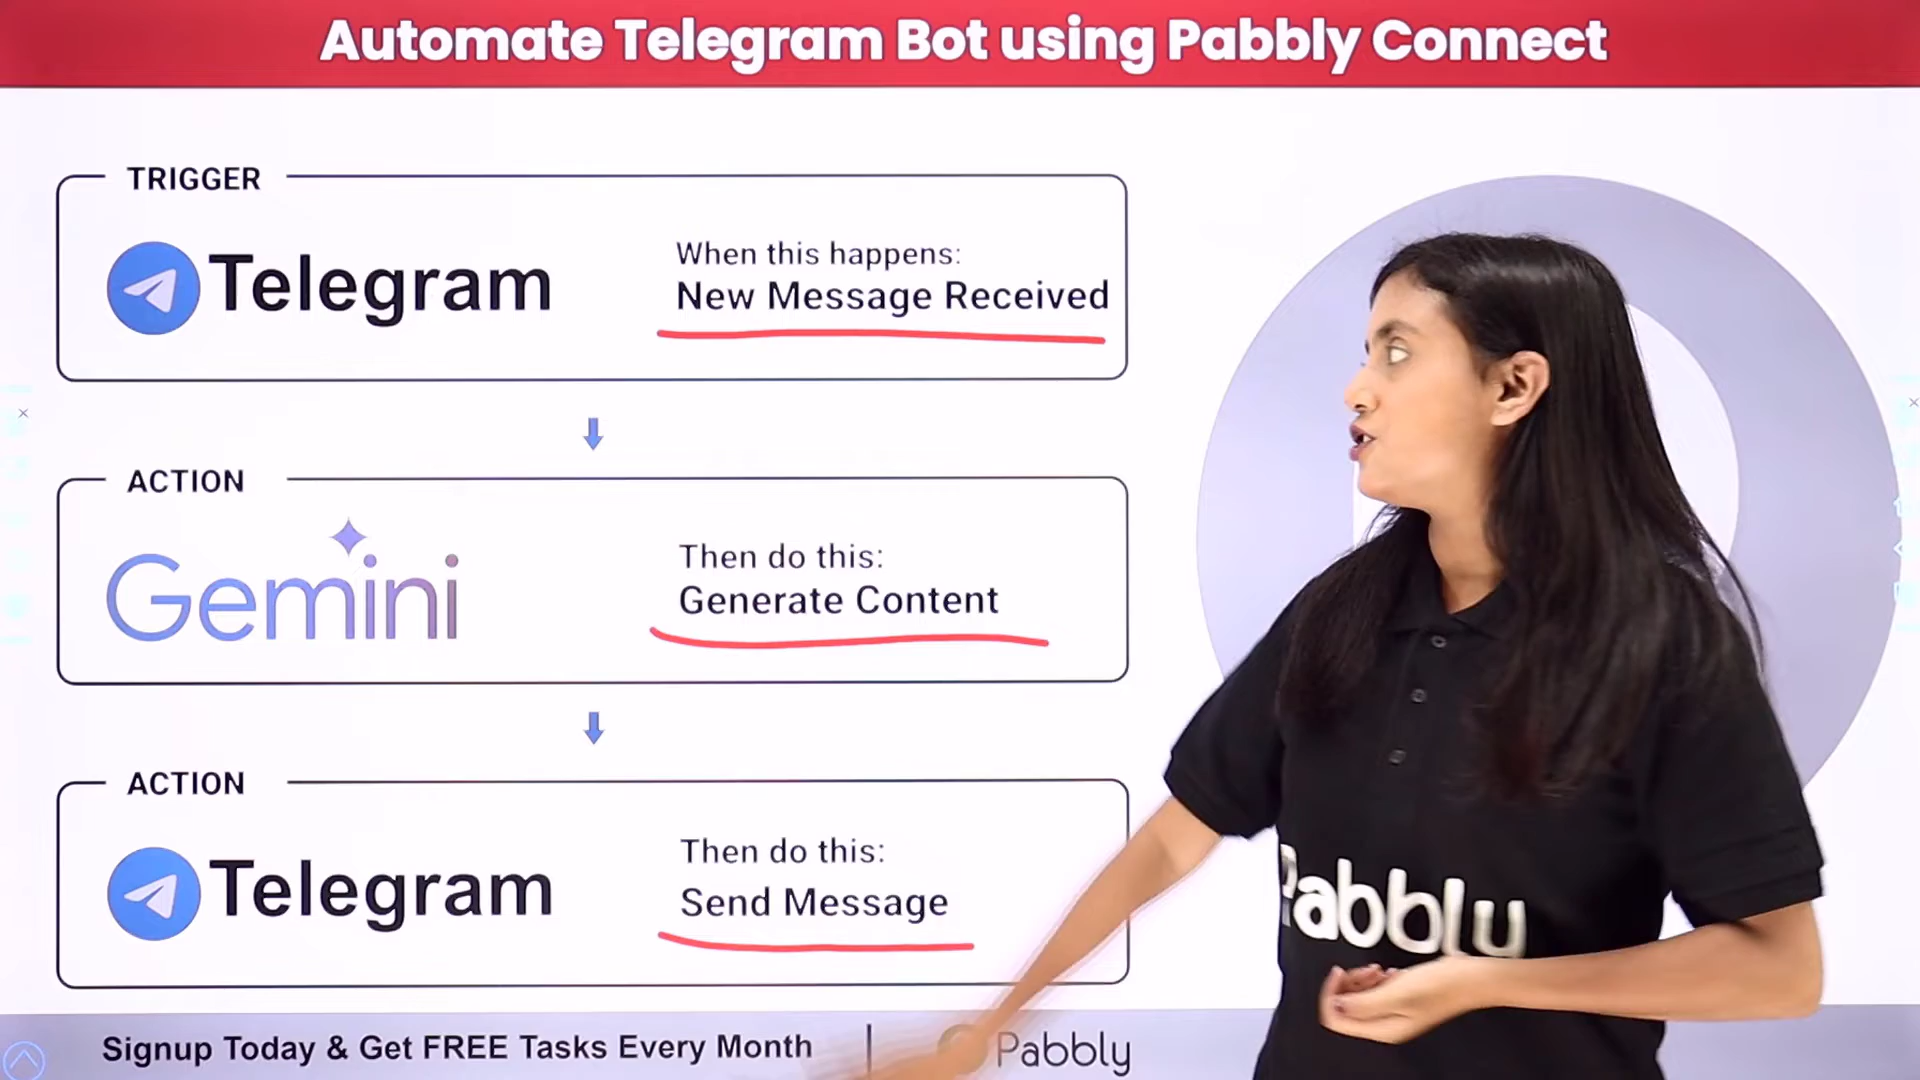 Automate Telegram Bot using Pabbly Connect
TRIGGER
Telegram
When this happens:
New Message Received
ACTION
Gemini
Then do this:
Generate Content
ACTION
Telegram
Then do this:
Send Message
Pabbly
Signup Today & Get FREE Tasks Every Month
Pabbly